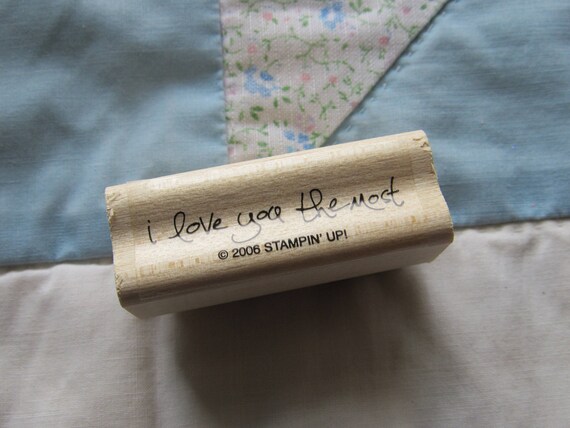 i love you the most
© 2006 STAMPIN' UP!